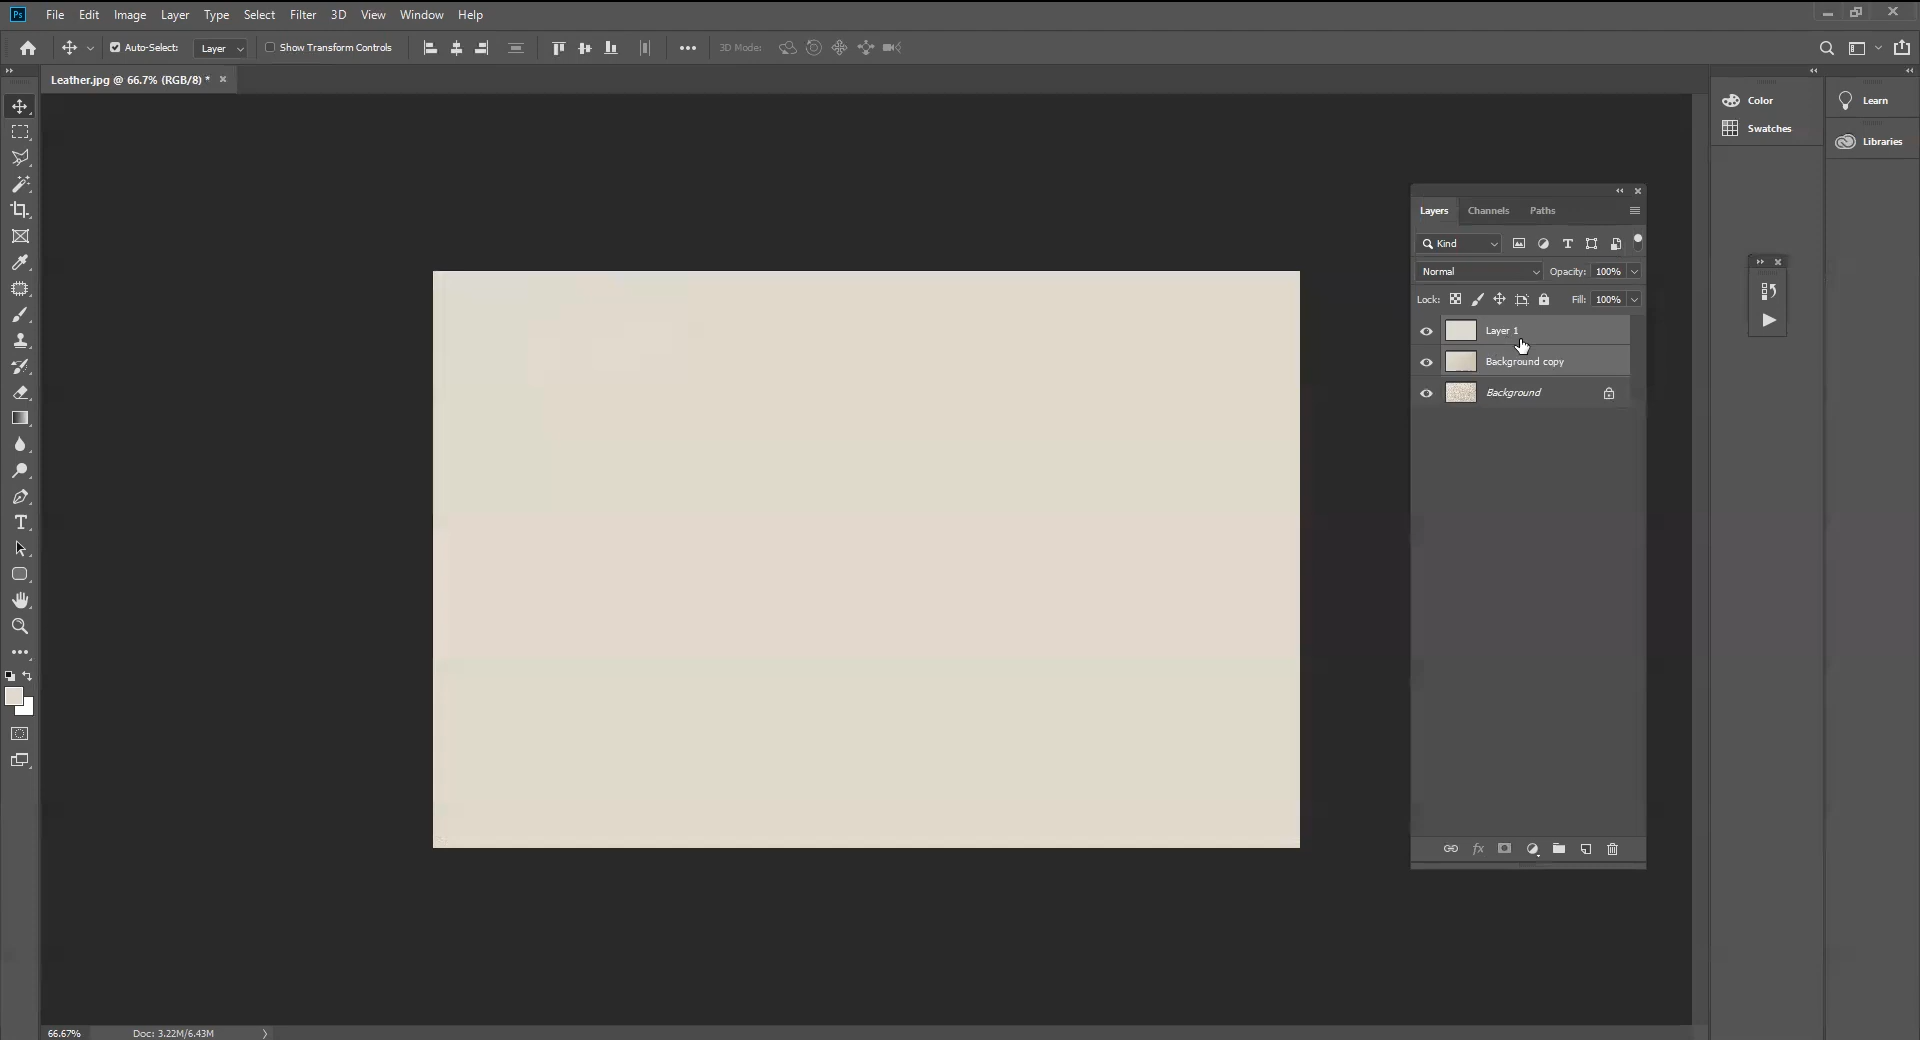 Ps File Edit Image Layer Type Select Filter 3D View Window Help
Auto-Select: Layer Show Transform Controls 3D Mode:
Leather.jpg @ 66.7% (RGB/8) *
Color
Swatches
Learn
Libraries
Layers Channels Paths
Kind
Normal Opacity: 100%
Lock: Fill: 100%
Layer 1
Background copy
Background
fx
66.67% Doc: 3.22M/6.43M